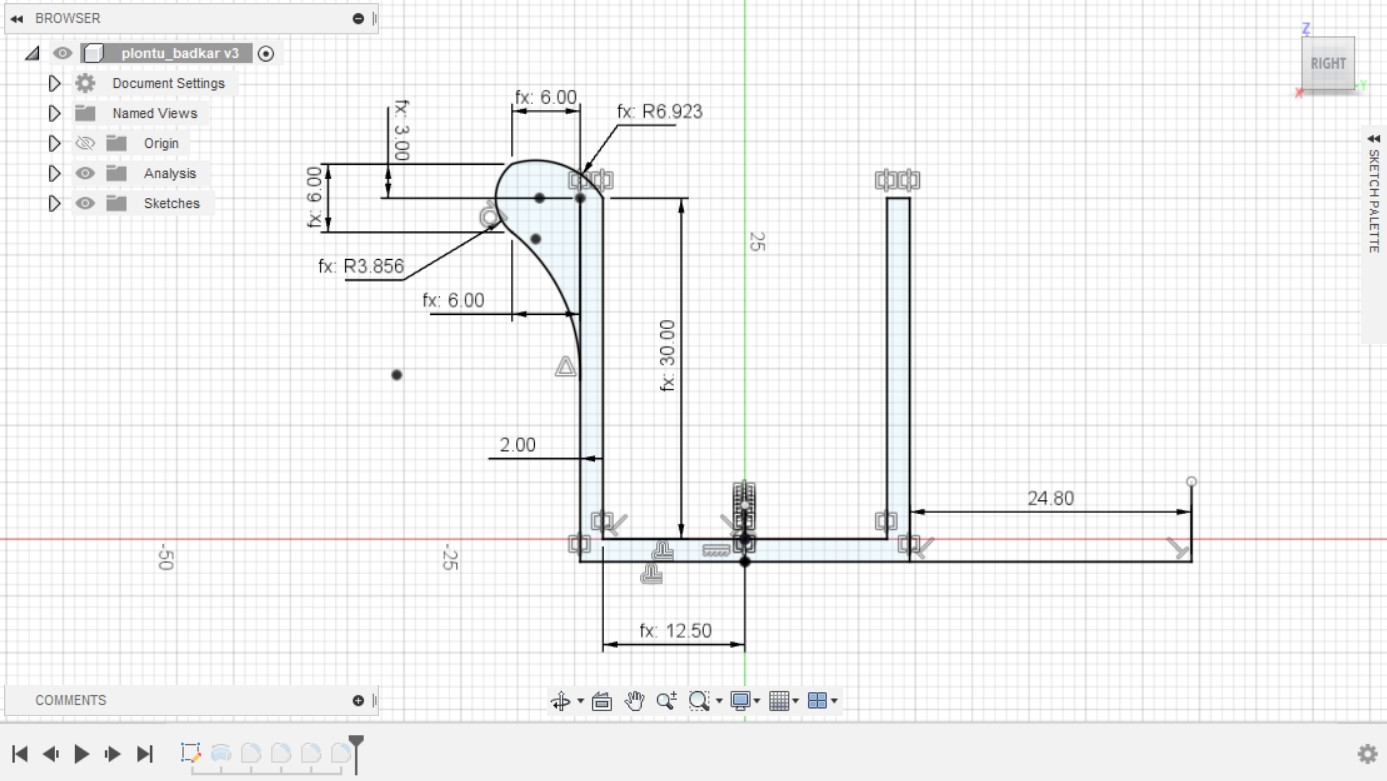 BROWSER
plontu_badkar v3
Document Settings
Named Views
Origin
Analysis
Sketches
Z
RIGHT
Y
X
SKETCH PALETTE
fx: 6.00
fx: R6.923
fx: 3.00
fx: 6.00
fx: R3.856
fx: 6.00
25
fx: 30.00
2.00
24.80
-50
-25
fx: 12.50
COMMENTS